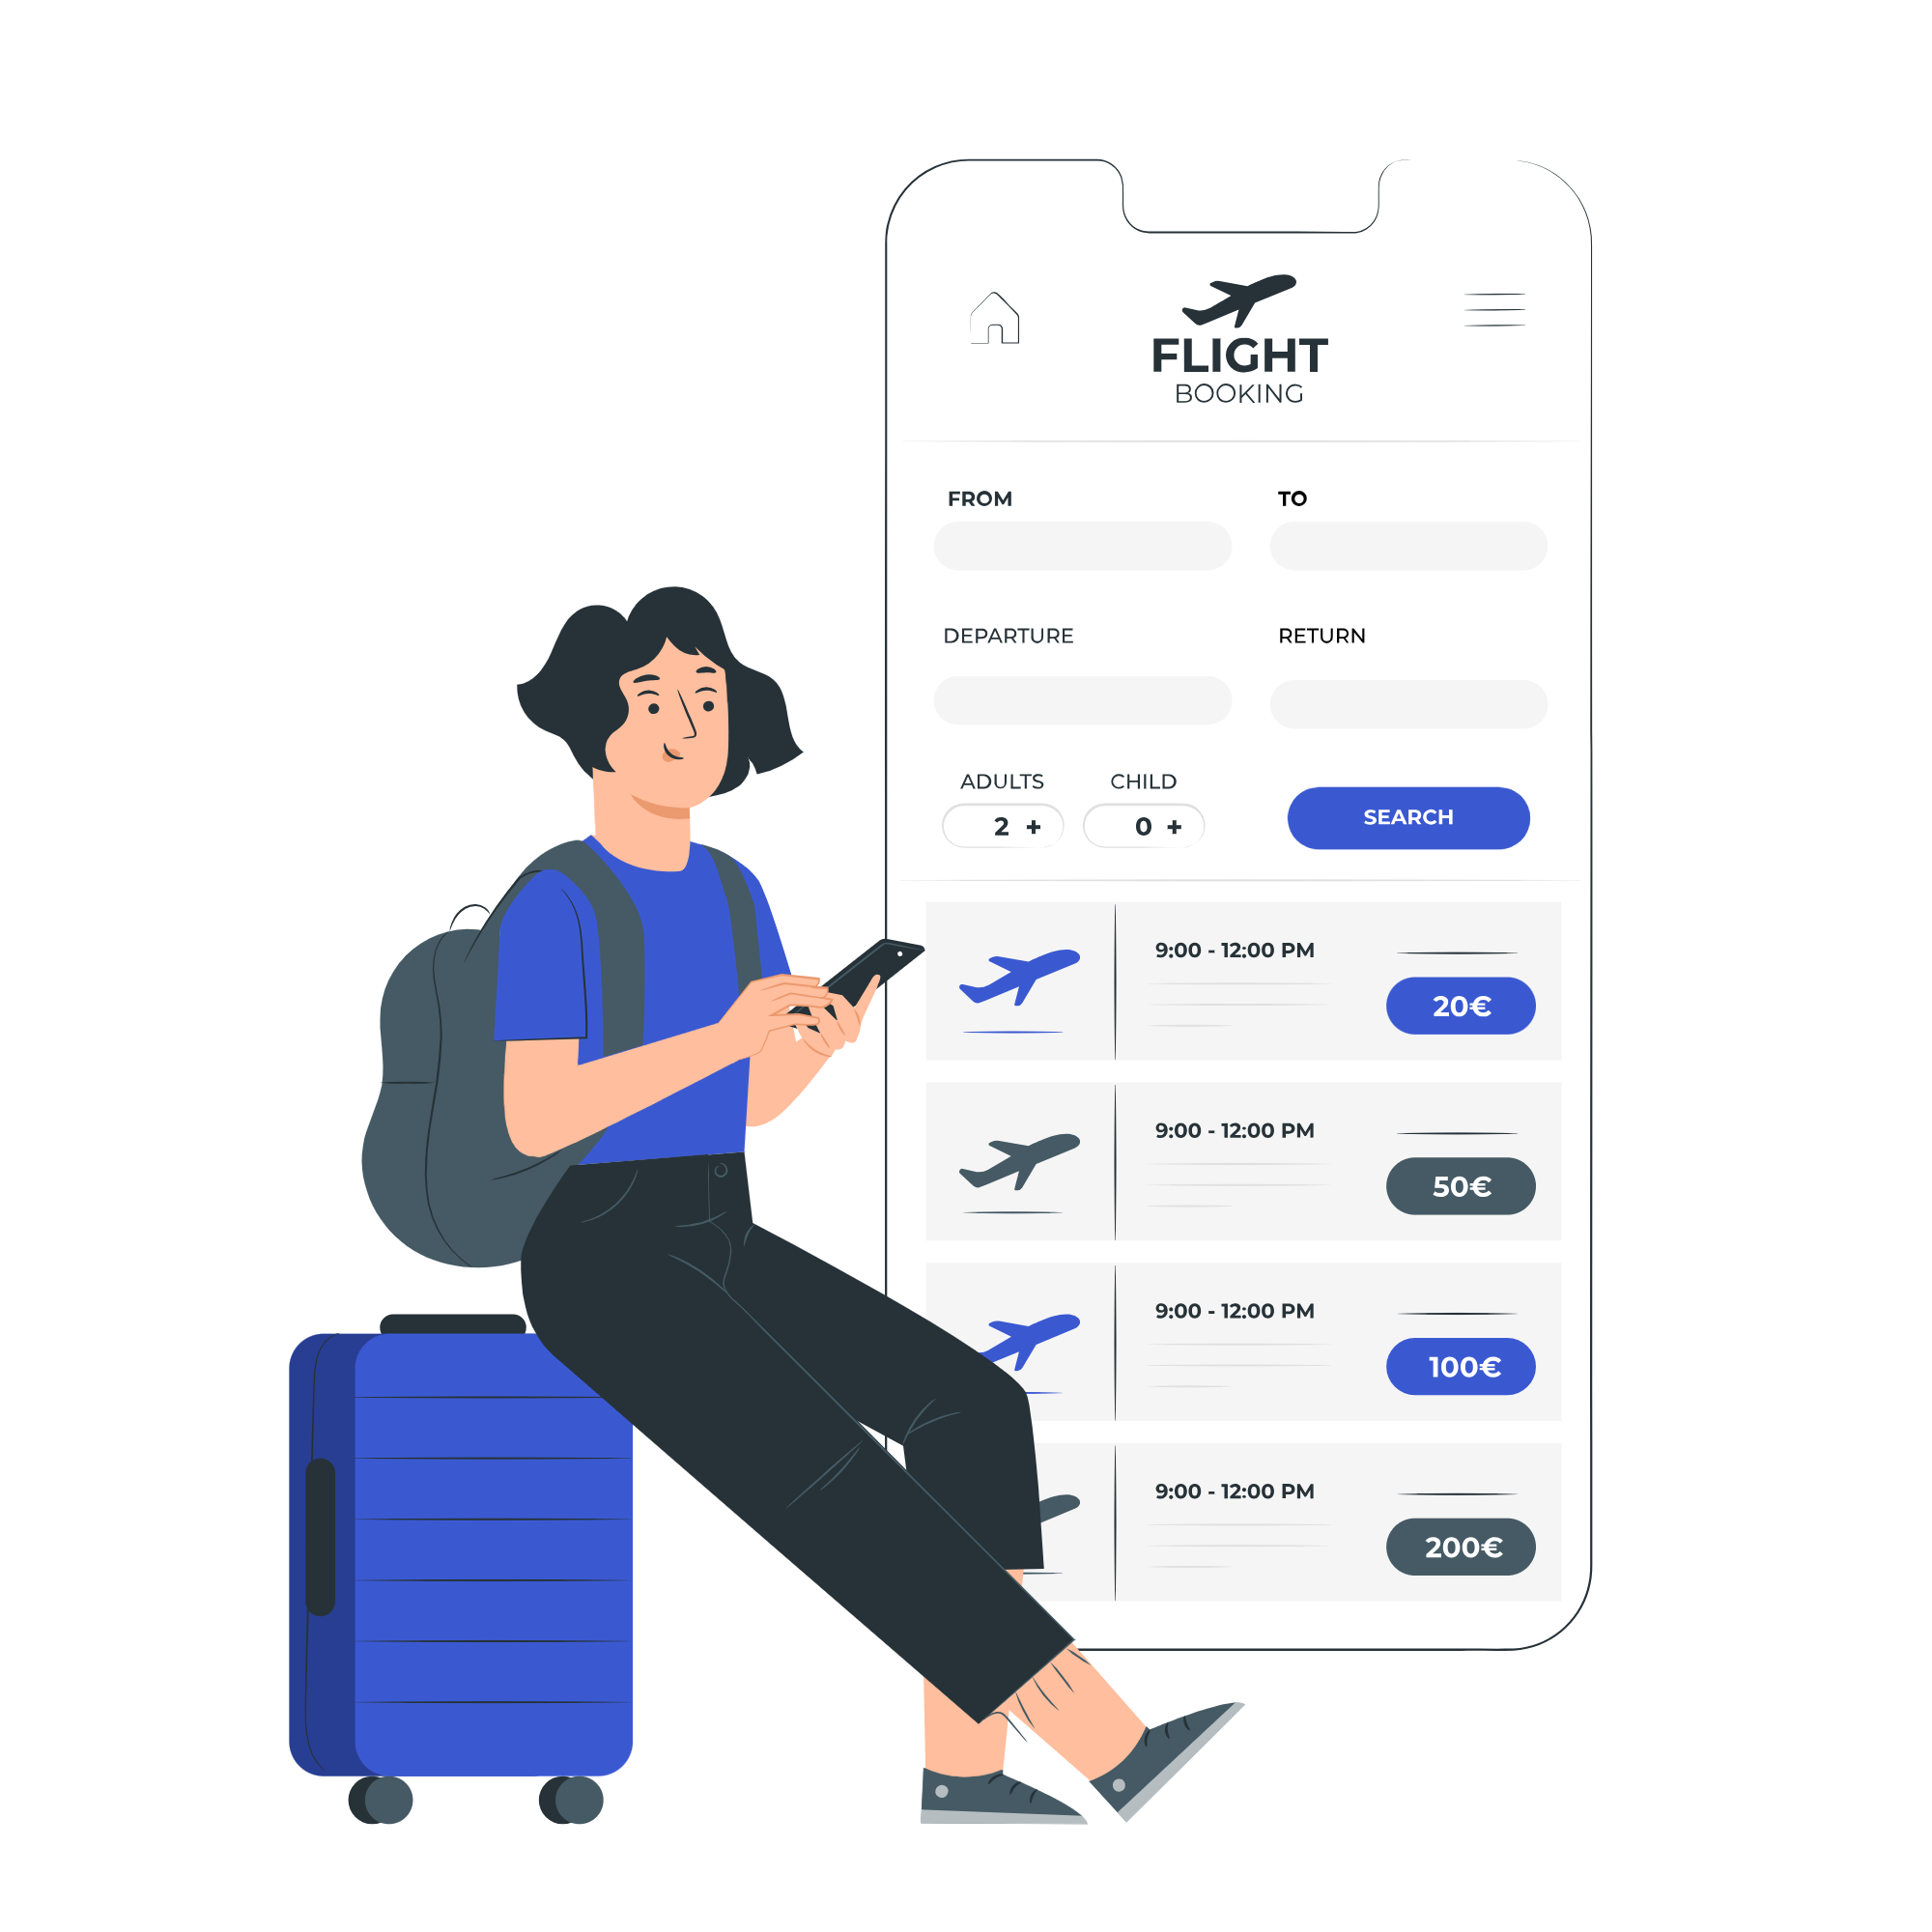 FLIGHT
BOOKING
FROM TO
DEPARTURE RETURN
ADULTS CHILD
2 + 0 + SEARCH
9:00 - 12:00 PM
20€
9:00 - 12:00 PM
50€
9:00 - 12:00 PM
100€
9:00 - 12:00 PM
200€